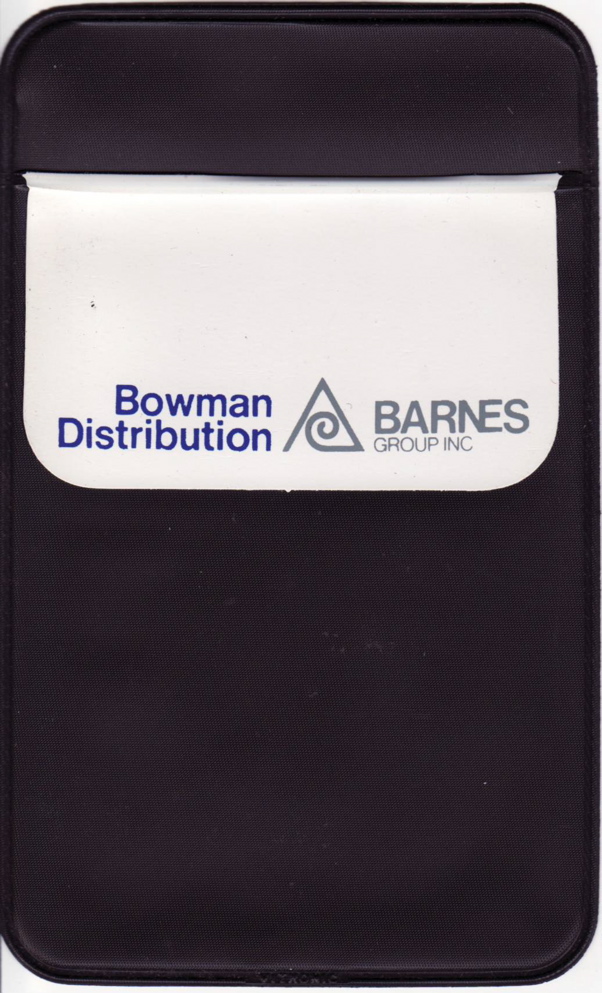 Bowman
Distribution
BARNES
GROUP INC